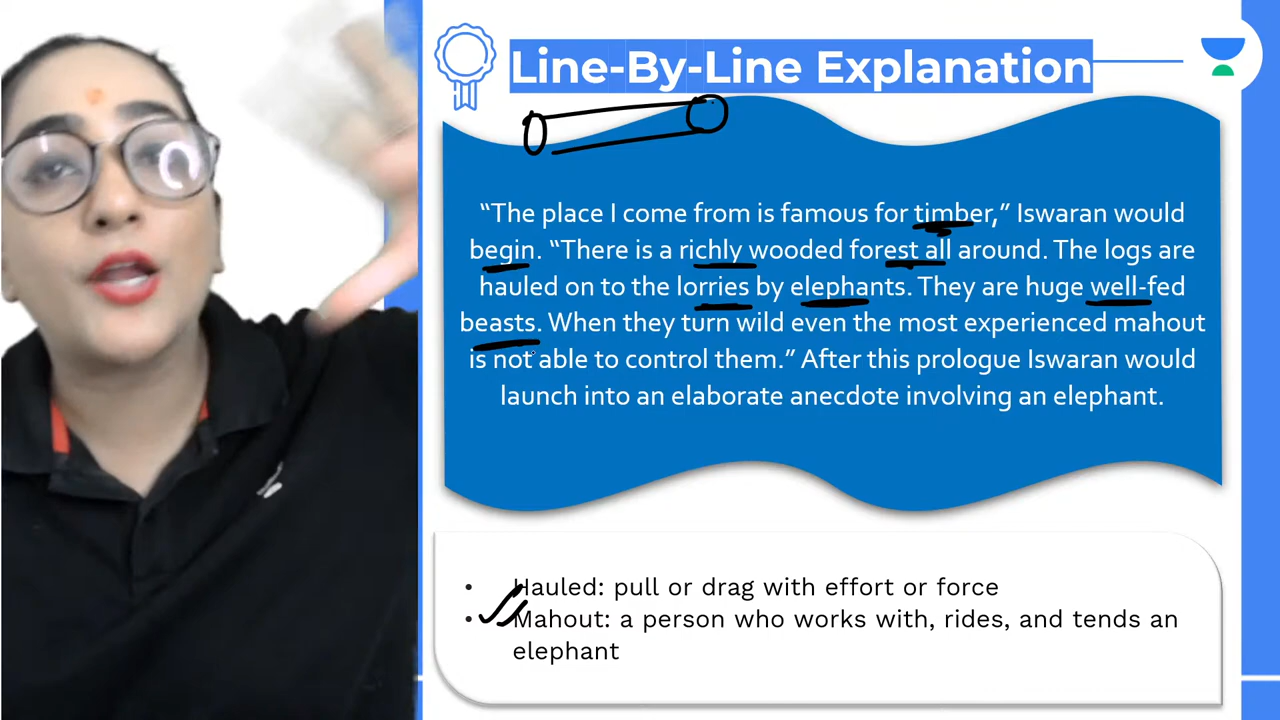 Line-By-Line Explanation
“The place I come from is famous for timber,” Iswaran would
begin. “There is a richly wooded forest all around. The logs are
hauled on to the lorries by elephants. They are huge well-fed
beasts. When they turn wild even the most experienced mahout
is not able to control them.” After this prologue Iswaran would
launch into an elaborate anecdote involving an elephant.
• Hauled: pull or drag with effort or force
• Mahout: a person who works with, rides, and tends an
elephant